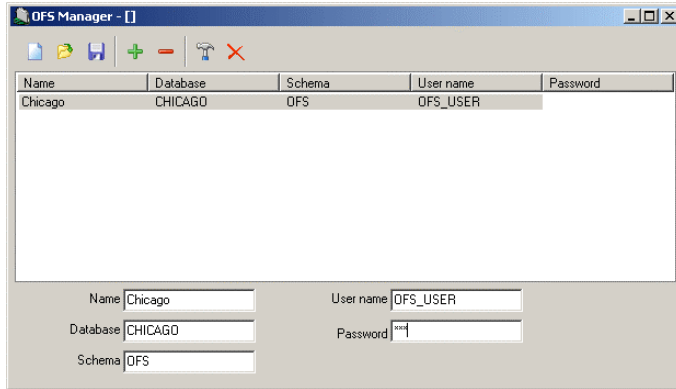 OFS Manager - []
Name Database Schema User name Password
Chicago CHICAGO OFS OFS_USER
Name Chicago User name OFS_USER
Database CHICAGO Password ***
Schema OFS